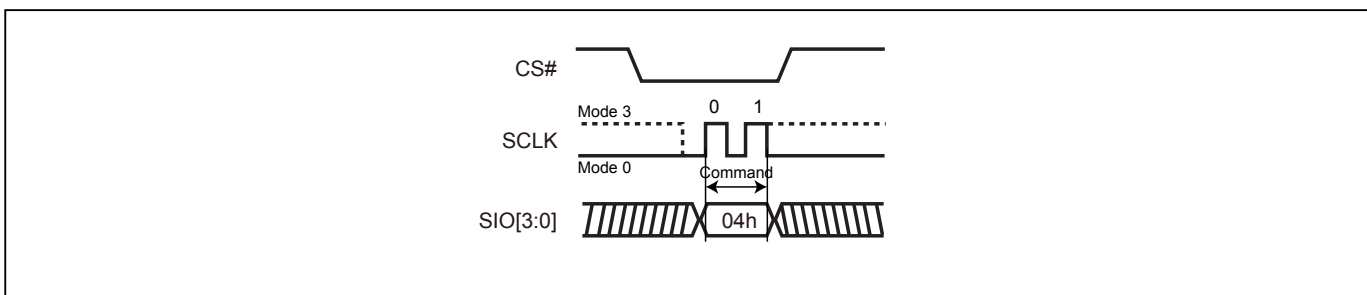 CS#
Mode 3
0 1
SCLK
Mode 0
Command
SIO[3:0]
04h